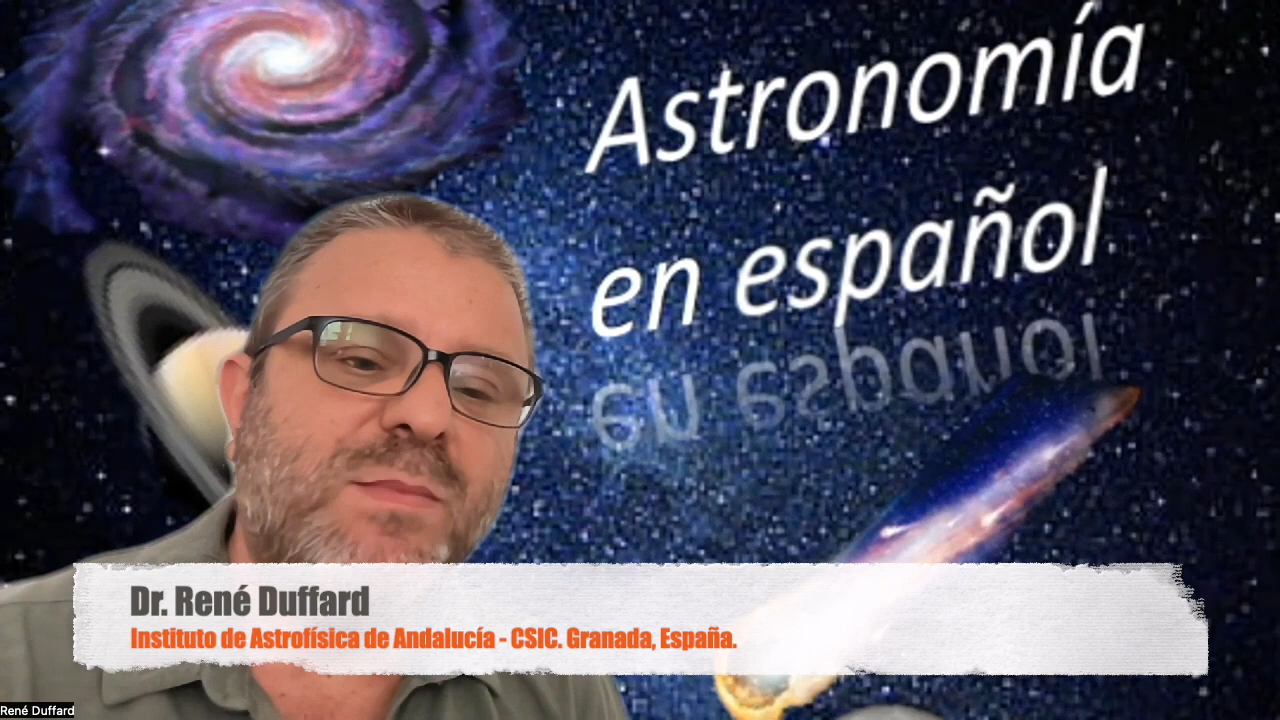 Astronomía
en español
en español
Dr. René Duffard
Instituto de Astrofísica de Andalucía - CSIC. Granada, España.
René Duffard